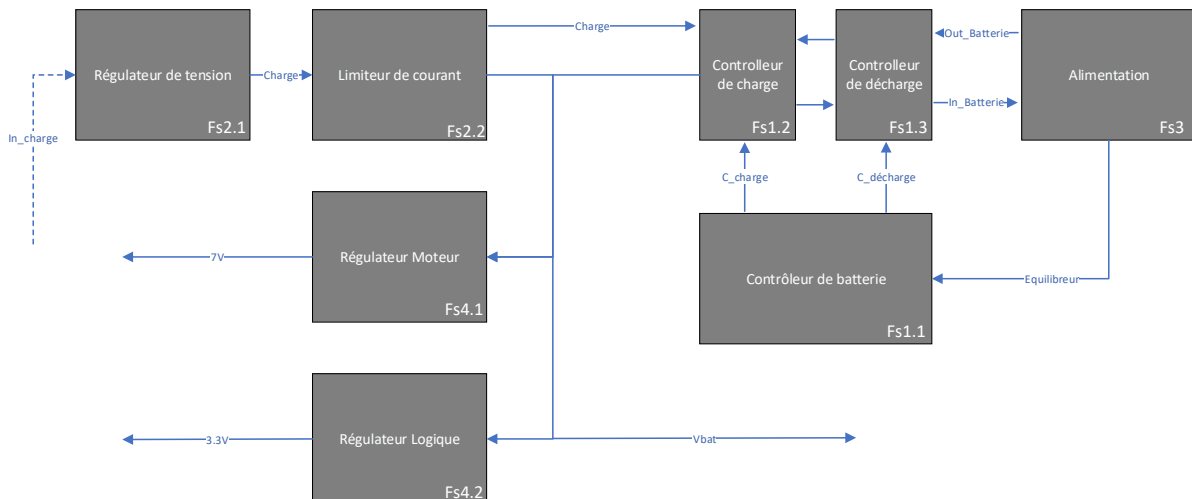 Charge
Out_Batterie
Régulateur de tension
Charge
Limiteur de courant
Controlleur
de charge
Controlleur
de décharge
Alimentation
In_Batterie
Fs2.1
Fs2.2
Fs1.2
Fs1.3
Fs3
In_charge
C_charge
C_décharge
7V
Régulateur Moteur
Fs4.1
Contrôleur de batterie
Equilibreur
Fs1.1
3.3V
Régulateur Logique
Vbat
Fs4.2